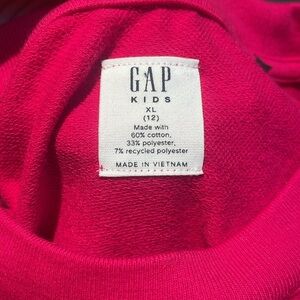 GAP
KIDS
XL
(12)
Made with
60% cotton,
33% polyester,
7% recycled polyester
MADE IN VIETNAM